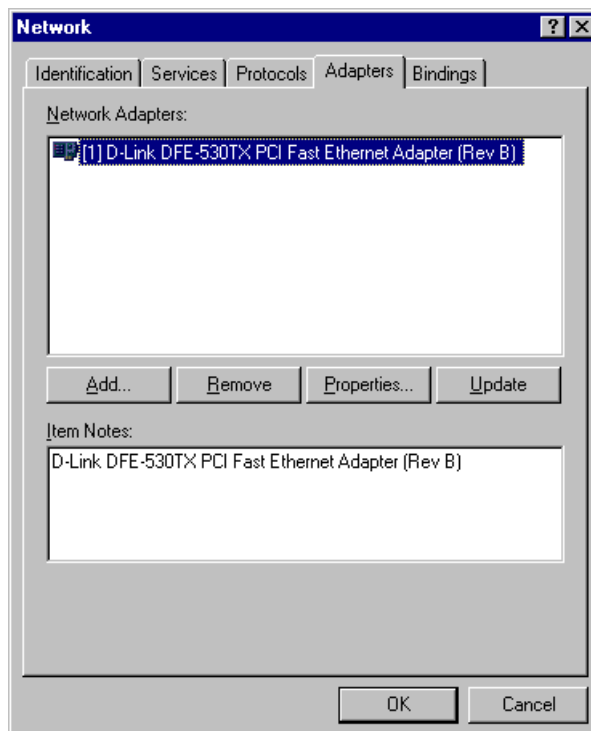 Network
Identification Services Protocols Adapters Bindings
Network Adapters:
[1] D-Link DFE-530TX PCI Fast Ethernet Adapter (Rev B)
Add... Remove Properties... Update
Item Notes:
D-Link DFE-530TX PCI Fast Ethernet Adapter (Rev B)
OK Cancel